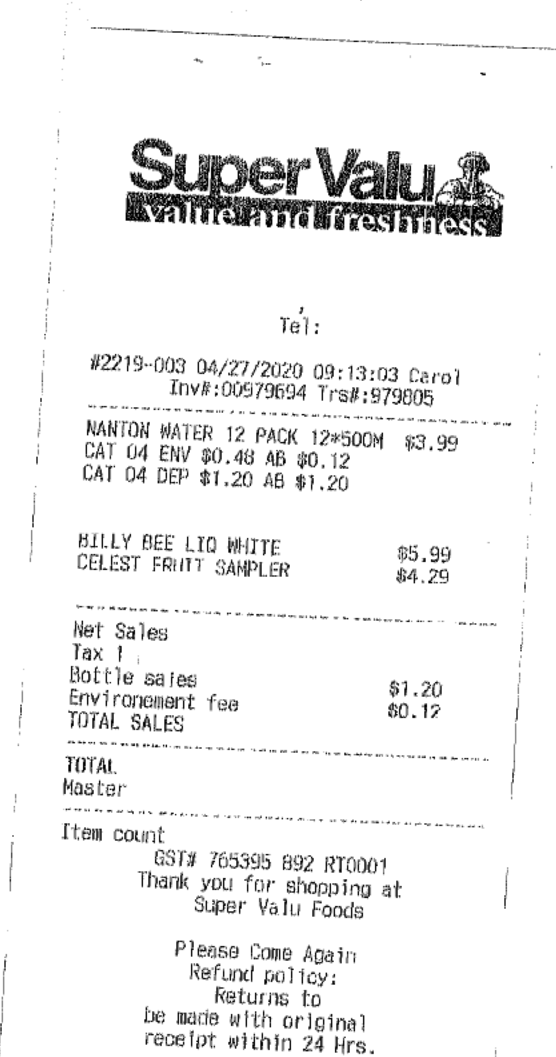 Super Valu
value and freshness
Tel:
#2219-003 04/27/2020 09:13:03 Carol
Inv#:00979694 Trs#:979805
NANTON WATER 12 PACK 12*500M $3.99
CAT 04 ENV $0.48 AB $0.12
CAT 04 DEP $1.20 AB $1.20
BILLY BEE LIQ WHITE $5.99
CELEST FRUIT SAMPLER $4.29
Net Sales
Tax 1
Bottle sales $1.20
Environement fee $0.12
TOTAL SALES
TOTAL
Master
Item count
GST# 765395 892 RT0001
Thank you for shopping at
Super Valu Foods
Please Come Again
Refund policy:
Returns to
be made with original
receipt within 24 Hrs.